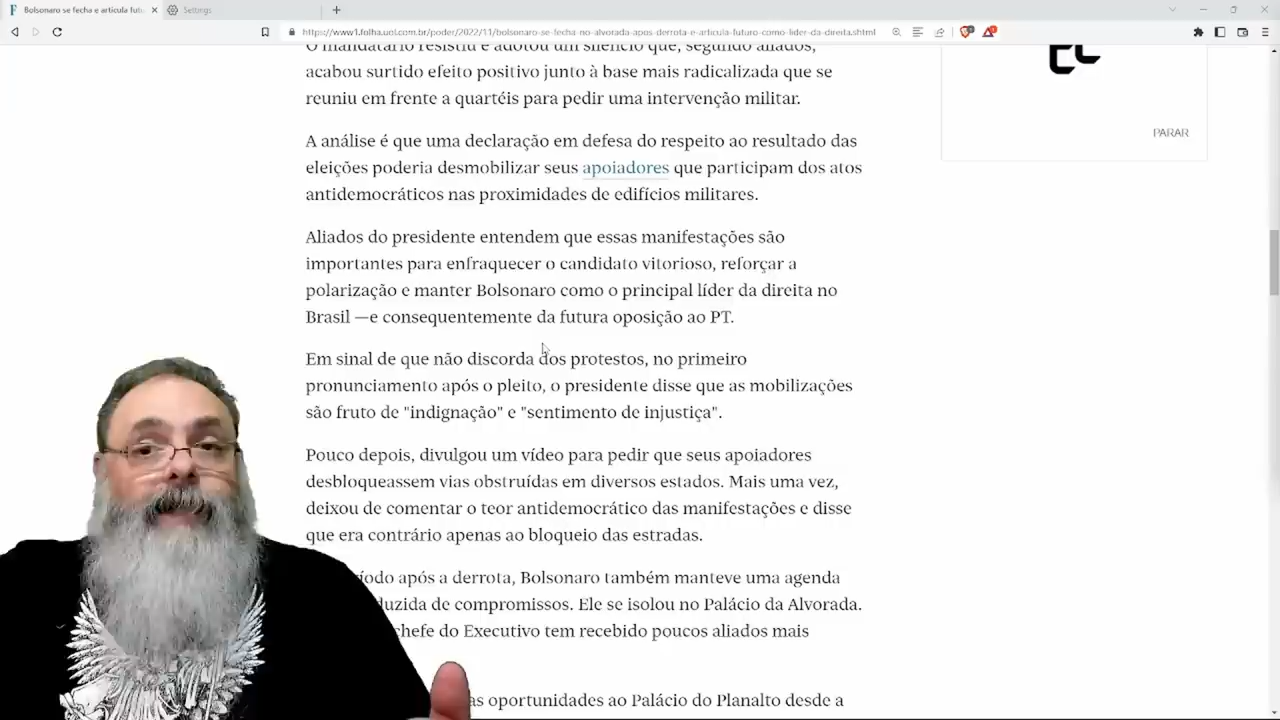 Bolsonaro se fecha e articula futu
Settings
https://www1.folha.uol.com.br/poder/2022/11/bolsonaro-se-fecha-no-alvorada-apos-derrota-e-articula-futuro-como-lider-da-direita.shtml
O mandatário resistiu e adotou um silêncio que, segundo aliados,
acabou surtido efeito positivo junto à base mais radicalizada que se
reuniu em frente a quartéis para pedir uma intervenção militar.
PARAR
A análise é que uma declaração em defesa do respeito ao resultado das
eleições poderia desmobilizar seus apoiadores que participam dos atos
antidemocráticos nas proximidades de edifícios militares.
Aliados do presidente entendem que essas manifestações são
importantes para enfraquecer o candidato vitorioso, reforçar a
polarização e manter Bolsonaro como o principal líder da direita no
Brasil —e consequentemente da futura oposição ao PT.
Em sinal de que não discorda dos protestos, no primeiro
pronunciamento após o pleito, o presidente disse que as mobilizações
são fruto de "indignação" e "sentimento de injustiça".
Pouco depois, divulgou um vídeo para pedir que seus apoiadores
desbloqueassem vias obstruídas em diversos estados. Mais uma vez,
deixou de comentar o teor antidemocrático das manifestações e disse
que era contrário apenas ao bloqueio das estradas.
após a derrota, Bolsonaro também manteve uma agenda
de compromissos. Ele se isolou no Palácio da Alvorada.
chefe do Executivo tem recebido poucos aliados mais
oportunidades ao Palácio do Planalto desde a